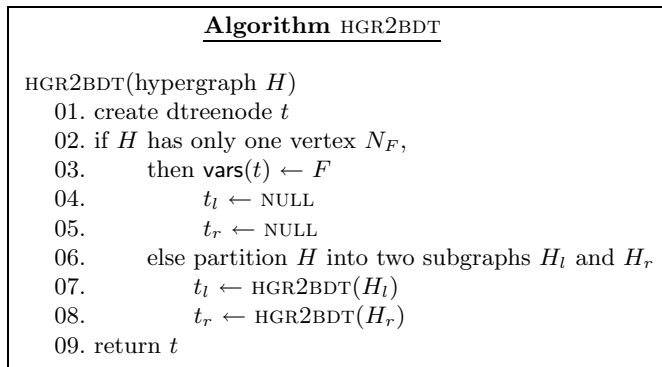 Algorithm HGR2BDT
HGR2BDT(hypergraph H)
01. create dtreenode t
02. if H has only one vertex N_F,
03. then vars(t) ← F
04. t_l ← NULL
05. t_r ← NULL
06. else partition H into two subgraphs H_l and H_r
07. t_l ← HGR2BDT(H_l)
08. t_r ← HGR2BDT(H_r)
09. return t